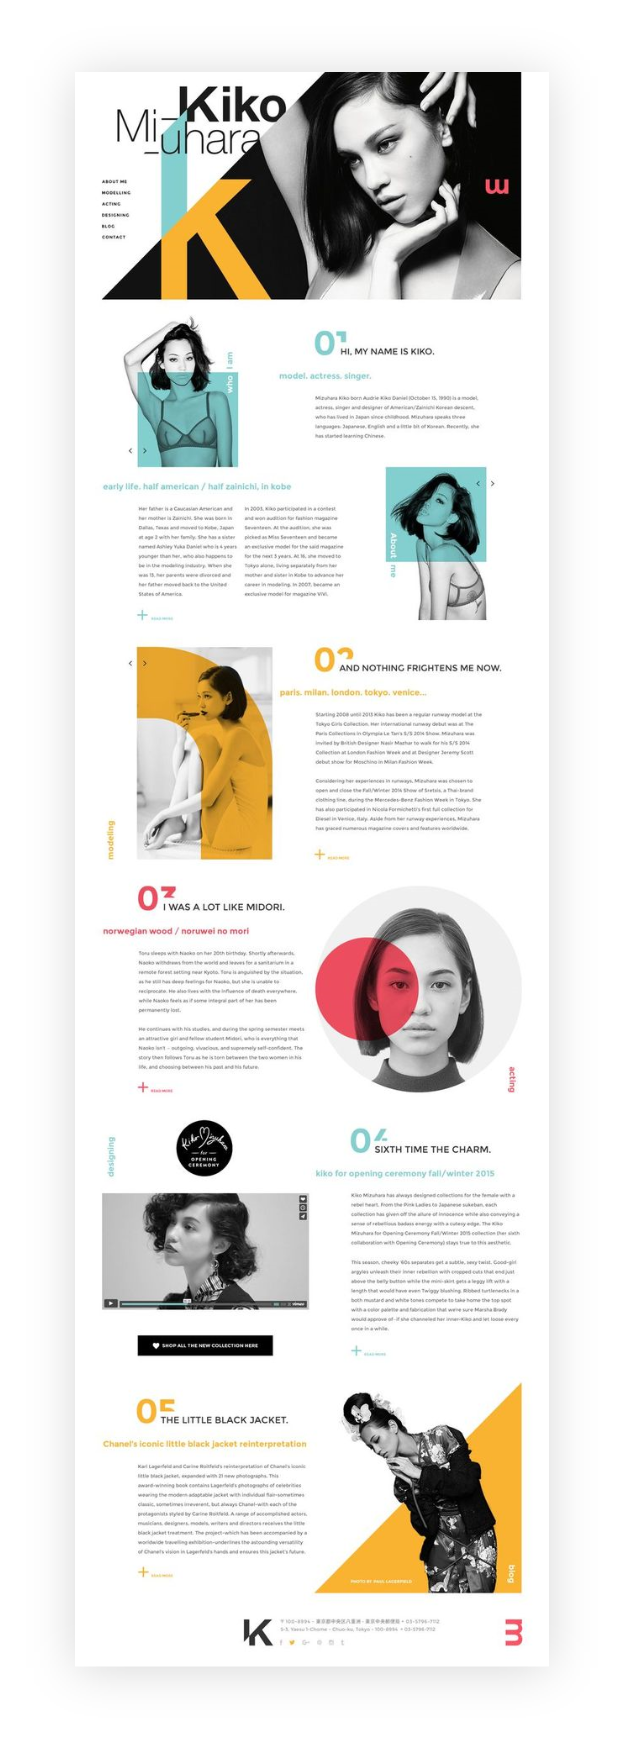 Kiko
Mi
uhara
ABOUT ME
MODELLING
ACTING
DESIGNING
BLOG
CONTACT
K
who I am
01 HI, MY NAME IS KIKO.
model. actress. singer.
Mizuhara Kiko born Audrie Kiko Daniel (October 15, 1990) is a model,
actress, singer and designer of American/Zainichi Korean descent,
who has lived in Japan since childhood. Mizuhara speaks three
languages: Japanese, English and a little bit of Korean. Recently, she
has started learning Chinese.
early life. half american / half zainichi, in kobe
Her father is a Caucasian American and
her mother is Zainichi. She was born in
Dallas, Texas and moved to Kobe, Japan
at age 2 with her family. She has a sister
named Ashley Yuka Daniel who is 4 years
younger than her, who also happens to
be in the modeling industry. When she
was 13, her parents were divorced and
her father moved back to the United
States of America.
In 2003, Kiko participated in a contest
and won audition for fashion magazine
Seventeen. At the audition, she was
picked as Miss Seventeen and became
an exclusive model for the said magazine
for the next 3 years. At 16, she moved to
Tokyo alone, living separately from her
mother and sister in Kobe to advance her
career in modeling. In 2007, became an
exclusive model for magazine ViVi.
READ MORE
About me
02 AND NOTHING FRIGHTENS ME NOW.
paris. milan. london. tokyo. venice...
Starting 2008 until 2013 Kiko has been a regular runway model at the
Tokyo Girls Collection. Her international runway debut was at The
Paris Collections in Olympia Le Tan's S/S 2014 Show. Mizuhara was
invited by British Designer Nasir Mazhar to walk for his S/S 2014
Collection at London Fashion Week and at Designer Jeremy Scott
debut show for Moschino in Milan Fashion Week.
Considering her experiences in runways, Mizuhara was chosen to
open and close the Fall/Winter 2014 Show of Sretsis, a Thai brand
clothing line, during the Mercedes-Benz Fashion Week in Tokyo. She
has also participated in Nicola Formichetti's first full collection for
Diesel in Venice, Italy. Aside from her runway experiences, Mizuhara
has graced numerous magazine covers and features worldwide.
READ MORE
modeling
03 I WAS A LOT LIKE MIDORI.
norwegian wood / noruwei no mori
Toru sleeps with Naoko on her 20th birthday. Shortly afterwards,
Naoko withdraws from the world and leaves for a sanitarium in a
remote forest setting near Kyoto. Toru is anguished by the situation,
as he still has deep feelings for Naoko, but she is unable to
reciprocate. He also lives with the influence of death everywhere,
while Naoko feels as if some integral part of her has been
permanently lost.
He continues with his studies, and during the spring semester meets
an attractive girl and fellow student Midori, who is everything that
Naoko isn't – outgoing, vivacious, and supremely self-confident. The
story then follows Toru as he is torn between the two women in his
life, and choosing between his past and his future.
READ MORE
acting
designing
Kiko Mizuhara
for
OPENING
CEREMONY
vimeo
SHOP ALL THE NEW COLLECTION HERE
04 SIXTH TIME THE CHARM.
kiko for opening ceremony fall/winter 2015
Kiko Mizuhara has always designed collections for the female with a
rebel heart. From the Pink Ladies to Japanese sukeban, each
collection has given off the allure of innocence while also conveying a
sense of rebellious badass energy with a cutesy edge. The Kiko
Mizuhara for Opening Ceremony Fall/Winter 2015 collection (her sixth
collaboration with Opening Ceremony) stays true to this aesthetic.
This season, cheeky '60s separates get a subtle, sexy twist. Good-girl
argyles unleash their inner rebellion with cropped cuts that end just
above the belly button while the mini-skirt gets a leggy lift with a
length that would have even Twiggy blushing. Ribbed turtlenecks in a
both mustard and white tones compete to take home the top spot
with a color palette and fabrication that we're sure Marsha Brady
would approve of -if she channeled her inner-Kiko and let loose every
once in a while.
READ MORE
05 THE LITTLE BLACK JACKET.
Chanel's iconic little black jacket reinterpretation
Karl Lagerfeld and Carine Roitfeld's reinterpretation of Chanel's iconic
little black jacket, expanded with 21 new photographs. This
award-winning book contains Lagerfeld's photographs of celebrities
wearing the modern adaptable jacket with individual flair-sometimes
classic, sometimes irreverent, but always Chanel-with each of the
protagonists styled by Carine Roitfeld. A range of accomplished actors,
musicians, designers, models, writers and directors receives the little
black jacket treatment. The project-which has been accompanied by a
worldwide travelling exhibition-underlines the astounding versatility
of Chanel's vision in Lagerfeld's hands and ensures this jacket's future.
READ MORE
PHOTO BY KARL LAGERFELD
blog
K
〒100-8994 - 東京都中央区八重洲